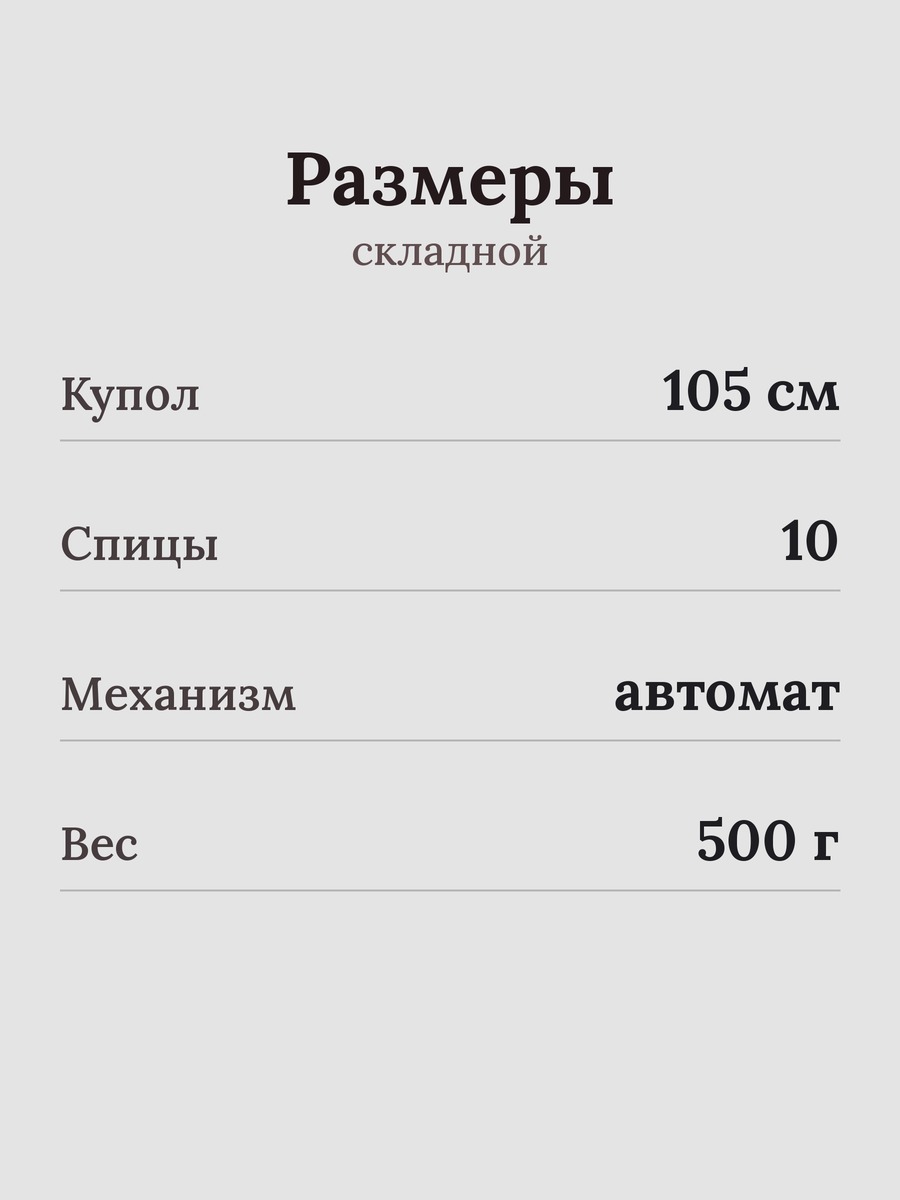 Размеры
складной
Купол 105 см
Спицы 10
Механизм автомат
Вес 500 г